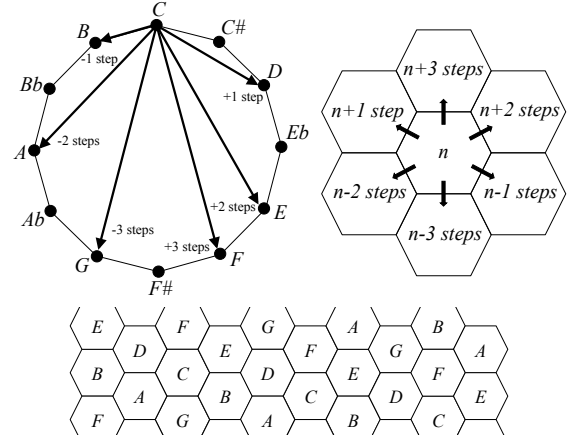 C
B
C#
-1 step
D
+1 step
Bb
Eb
A
-2 steps
+2 steps
E
Ab
-3 steps
+3 steps
F
G
F#
n+3 steps
n+1 step
n+2 steps
n
n-2 steps
n-1 steps
n-3 steps
E F G A B
D E F G A
B C D E F
A B C D E
F G A B C